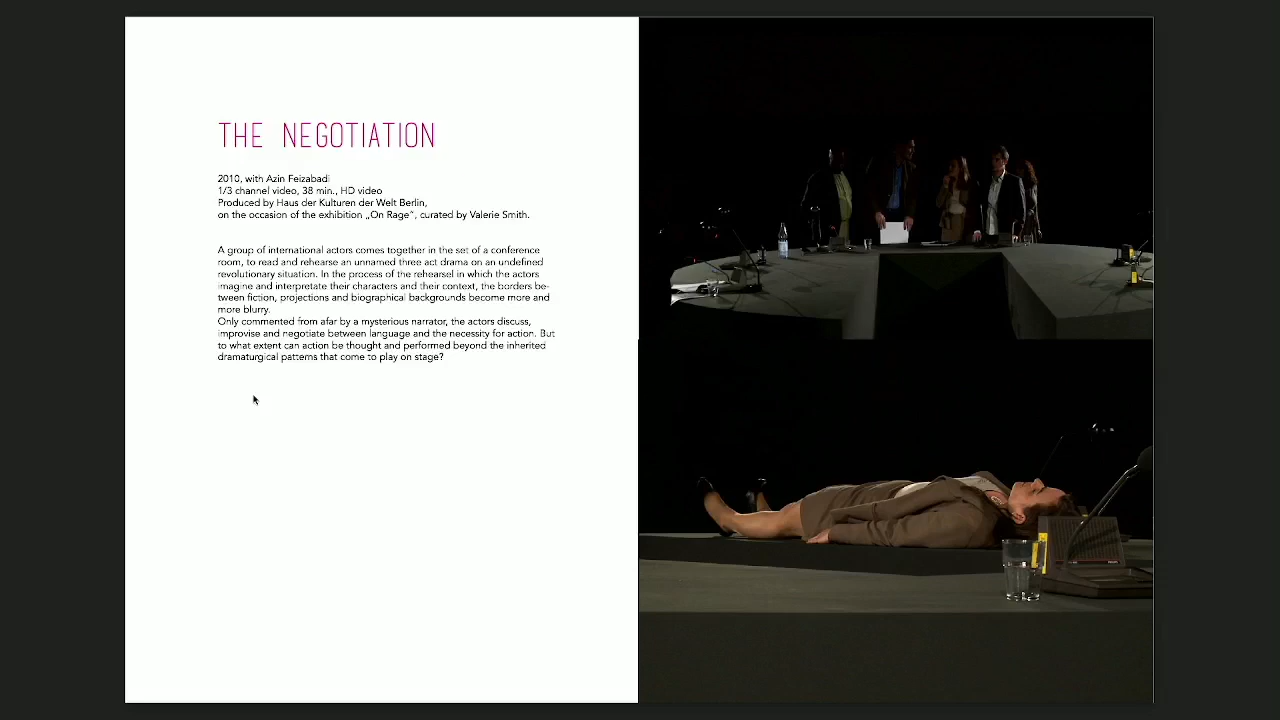 THE NEGOTIATION
2010, with Azin Feizabadi
1/3 channel video, 38 min., HD video
Produced by Haus der Kulturen der Welt Berlin,
on the occasion of the exhibition „On Rage“, curated by Valerie Smith.
A group of international actors comes together in the set of a conference
room, to read and rehearse an unnamed three act drama on an undefined
revolutionary situation. In the process of the rehearsel in which the actors
imagine and interpretate their characters and their context, the borders be-
tween fiction, projections and biographical backgrounds become more and
more blurry.
Only commented from afar by a mysterious narrator, the actors discuss,
improvise and negotiate between language and the necessity for action. But
to what extent can action be thought and performed beyond the inherited
dramaturgical patterns that come to play on stage?